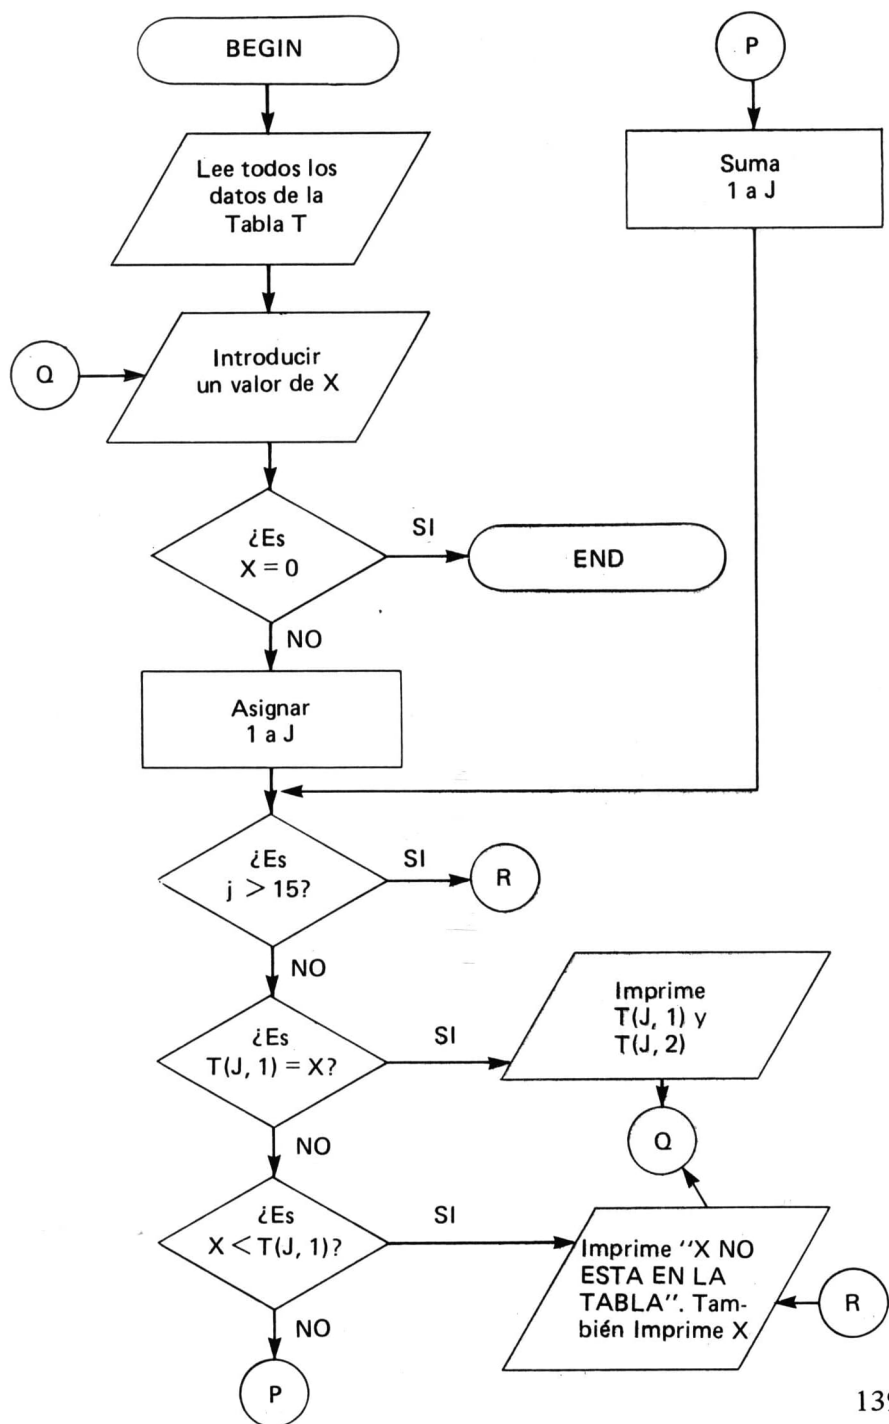 BEGIN
Lee todos los
datos de la
Tabla T
Q
Introducir
un valor de X
¿Es
X = 0
SI
END
NO
Asignar
1 a J
P
Suma
1 a J
¿Es
j > 15?
SI
R
NO
¿Es
T(J, 1) = X?
SI
Imprime
T(J, 1) y
T(J, 2)
Q
NO
¿Es
X < T(J, 1)?
SI
Imprime "X NO
ESTA EN LA
TABLA". Tam-
bién Imprime X
R
NO
P
139